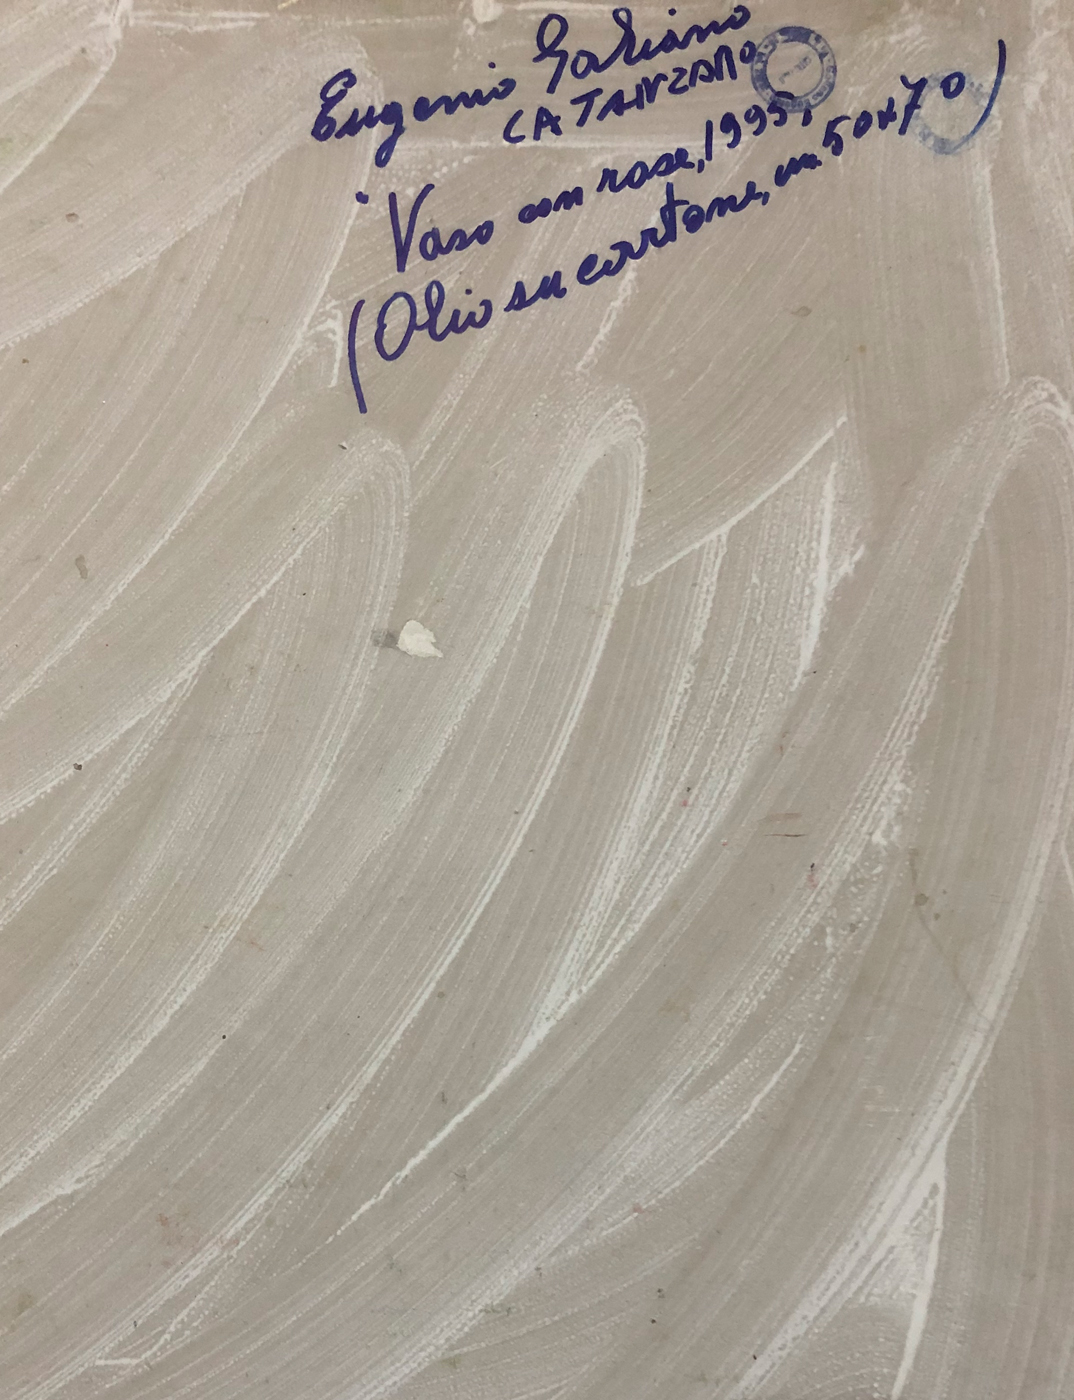 Eugenio Galiano
CATANZARO
"Vaso con rose, 1995,
(Olio su cartone, cm. 50x70)